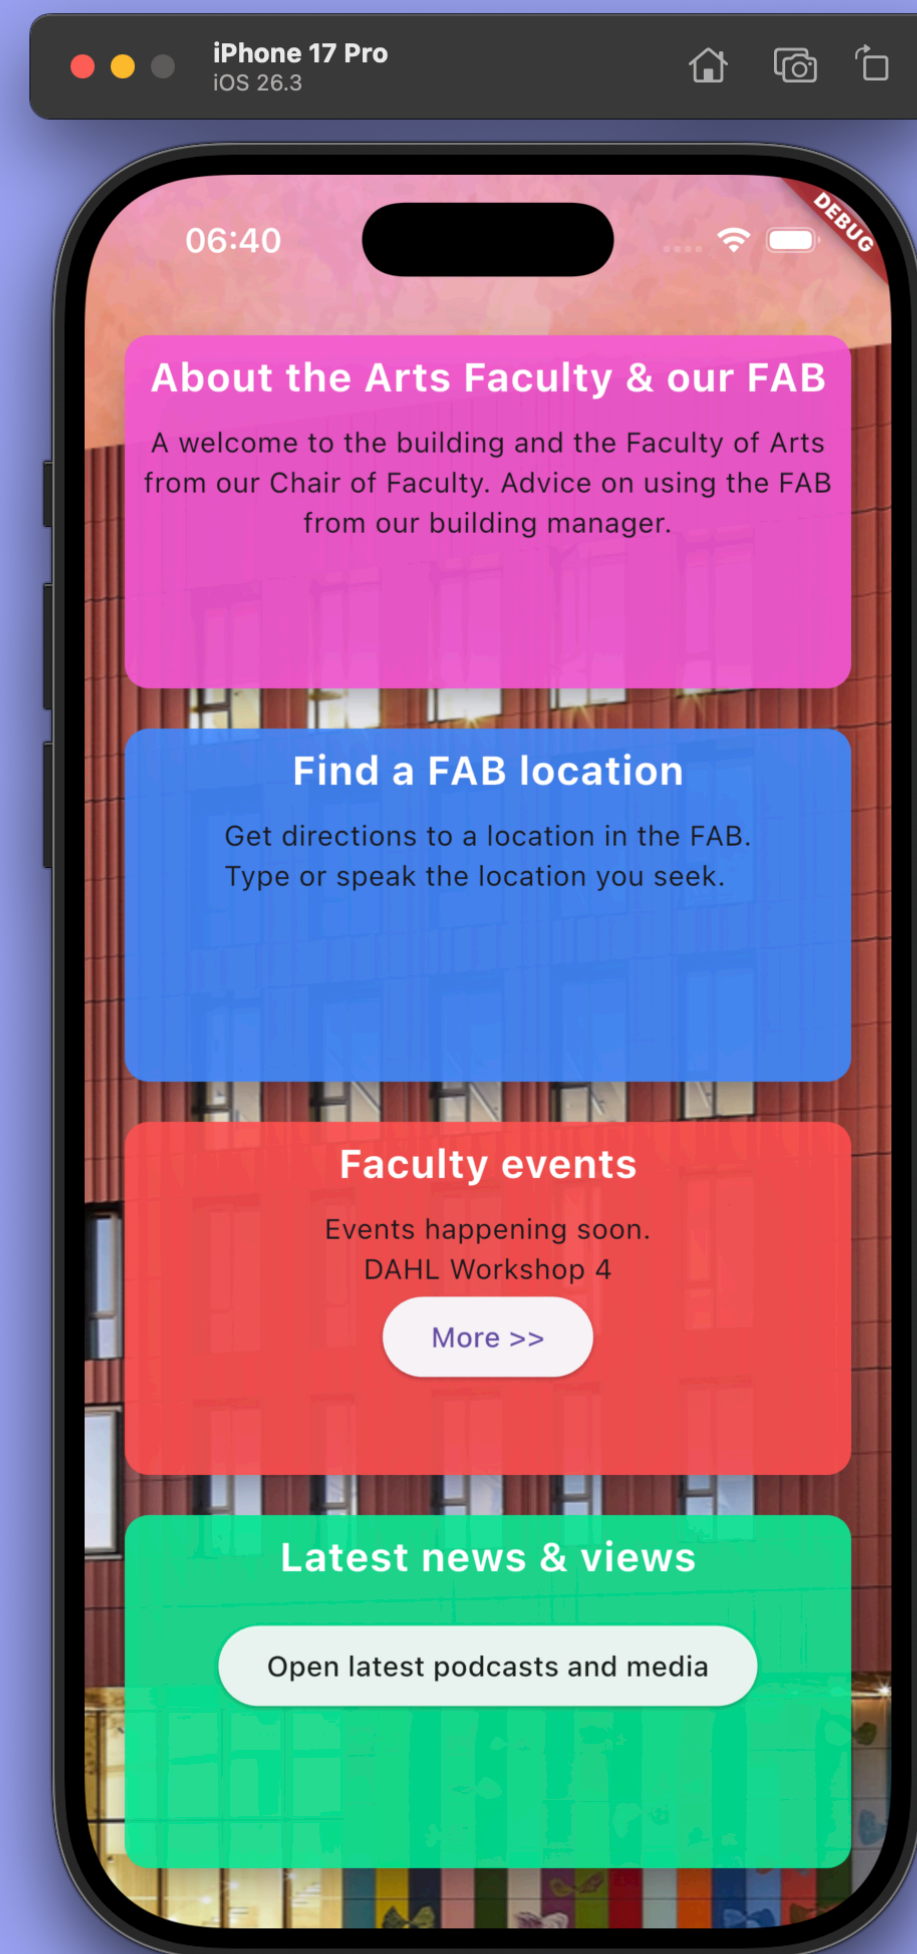 iPhone 17 Pro
iOS 26.3
06:40
DEBUG
About the Arts Faculty & our FAB
A welcome to the building and the Faculty of Arts
from our Chair of Faculty. Advice on using the FAB
from our building manager.
Find a FAB location
Get directions to a location in the FAB.
Type or speak the location you seek.
Faculty events
Events happening soon.
DAHL Workshop 4
More >>
Latest news & views
Open latest podcasts and media